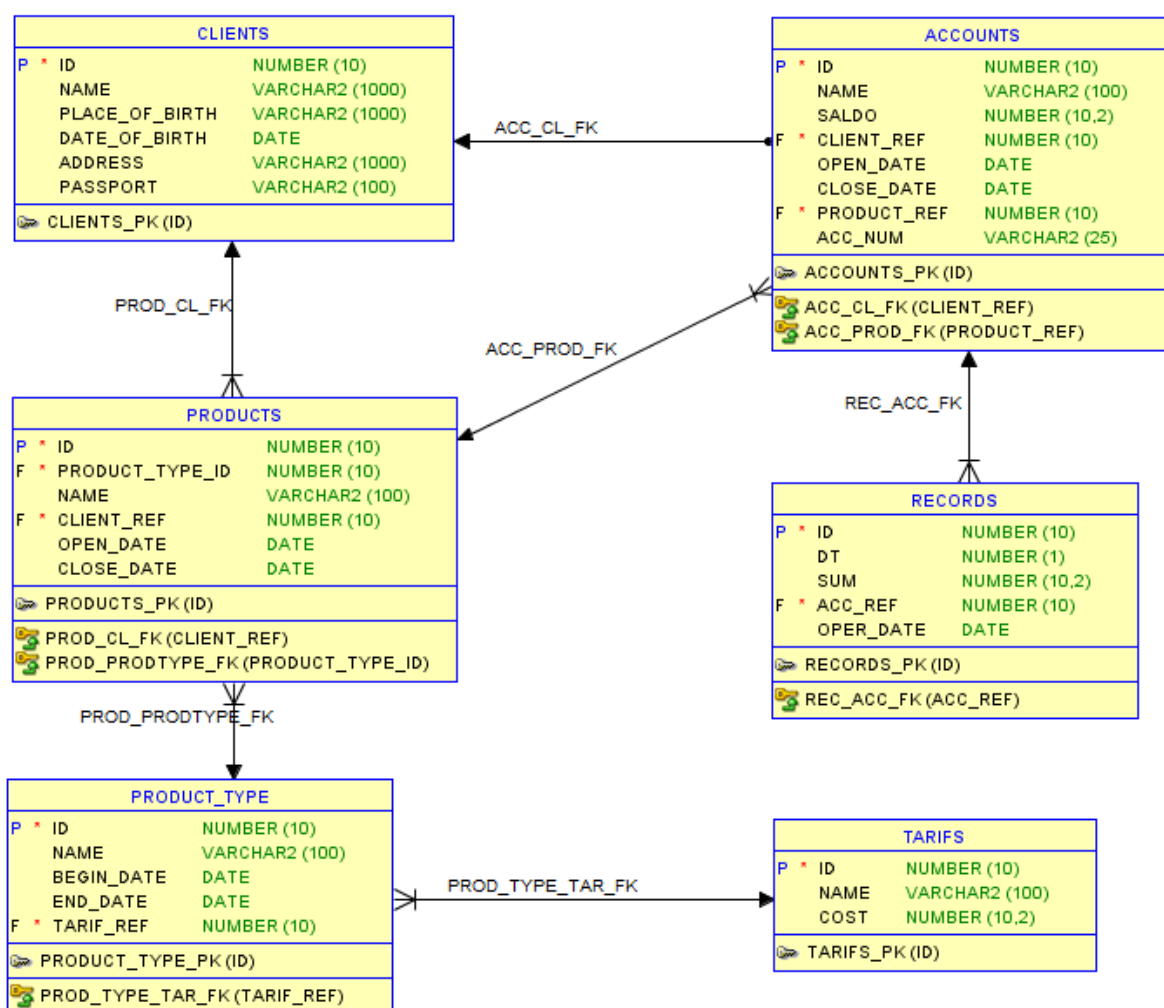 CLIENTS
P * ID NUMBER (10)
NAME VARCHAR2 (1000)
PLACE_OF_BIRTH VARCHAR2 (1000)
DATE_OF_BIRTH DATE
ADDRESS VARCHAR2 (1000)
PASSPORT VARCHAR2 (100)
CLIENTS_PK (ID)
ACC_CL_FK
ACCOUNTS
P * ID NUMBER (10)
NAME VARCHAR2 (100)
SALDO NUMBER (10,2)
F * CLIENT_REF NUMBER (10)
OPEN_DATE DATE
CLOSE_DATE DATE
F * PRODUCT_REF NUMBER (10)
ACC_NUM VARCHAR2 (25)
ACCOUNTS_PK (ID)
ACC_CL_FK (CLIENT_REF)
ACC_PROD_FK (PRODUCT_REF)
PROD_CL_FK
ACC_PROD_FK
REC_ACC_FK
PRODUCTS
P * ID NUMBER (10)
F * PRODUCT_TYPE_ID NUMBER (10)
NAME VARCHAR2 (100)
F * CLIENT_REF NUMBER (10)
OPEN_DATE DATE
CLOSE_DATE DATE
PRODUCTS_PK (ID)
PROD_CL_FK (CLIENT_REF)
PROD_PRODTYPE_FK (PRODUCT_TYPE_ID)
RECORDS
P * ID NUMBER (10)
DT NUMBER (1)
SUM NUMBER (10,2)
F * ACC_REF NUMBER (10)
OPER_DATE DATE
RECORDS_PK (ID)
REC_ACC_FK (ACC_REF)
PROD_PRODTYPE_FK
PRODUCT_TYPE
P * ID NUMBER (10)
NAME VARCHAR2 (100)
BEGIN_DATE DATE
END_DATE DATE
F * TARIF_REF NUMBER (10)
PRODUCT_TYPE_PK (ID)
PROD_TYPE_TAR_FK (TARIF_REF)
PROD_TYPE_TAR_FK
TARIFS
P * ID NUMBER (10)
NAME VARCHAR2 (100)
COST NUMBER (10,2)
TARIFS_PK (ID)